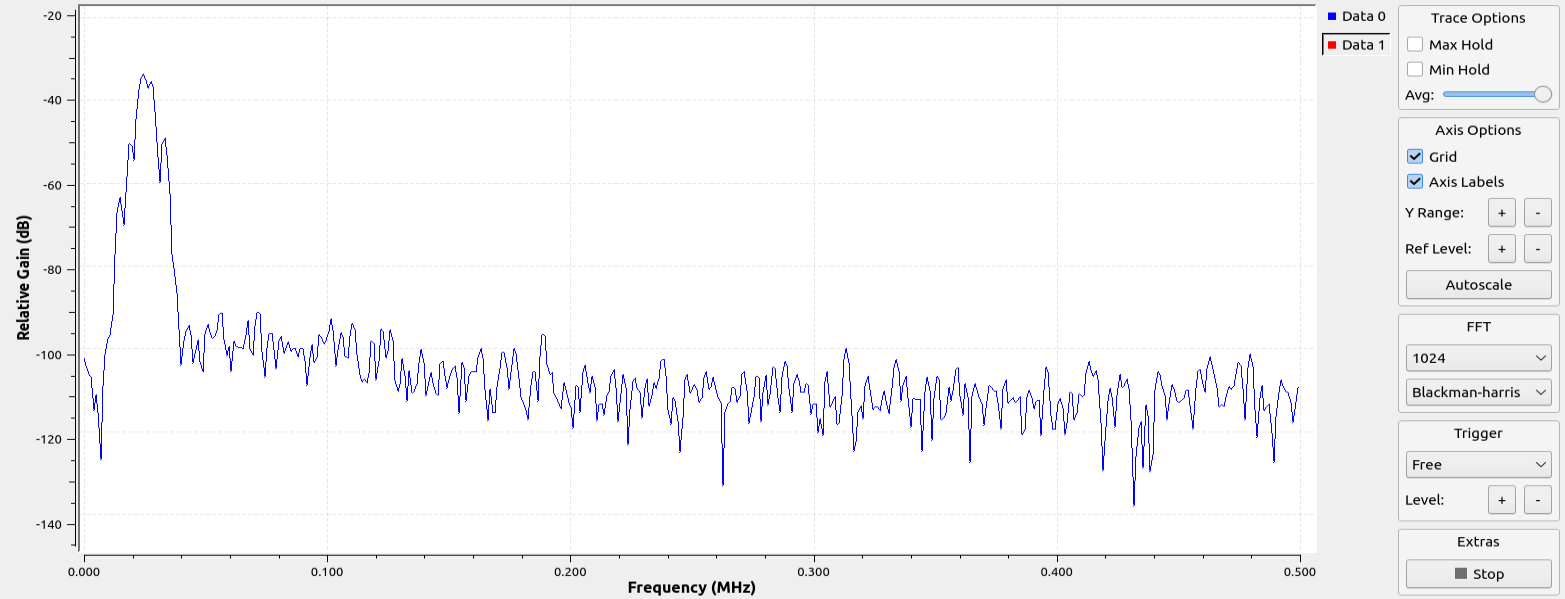 -20
-40
-60
-80
-100
-120
-140
Relative Gain (dB)
0.000 0.100 0.200 0.300 0.400 0.500
Frequency (MHz)
Data 0
Data 1
Trace Options
Max Hold
Min Hold
Avg:
Axis Options
Grid
Axis Labels
Y Range: + -
Ref Level: + -
Autoscale
FFT
1024
Blackman-harris
Trigger
Free
Level: + -
Extras
Stop